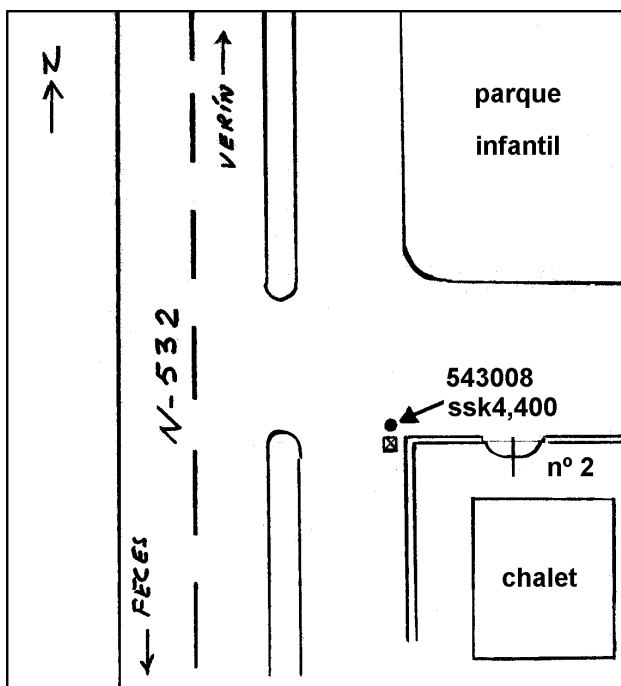 N
VERÍN
parque
infantil
N-532
543008
ssk4,400
nº 2
FECES
chalet